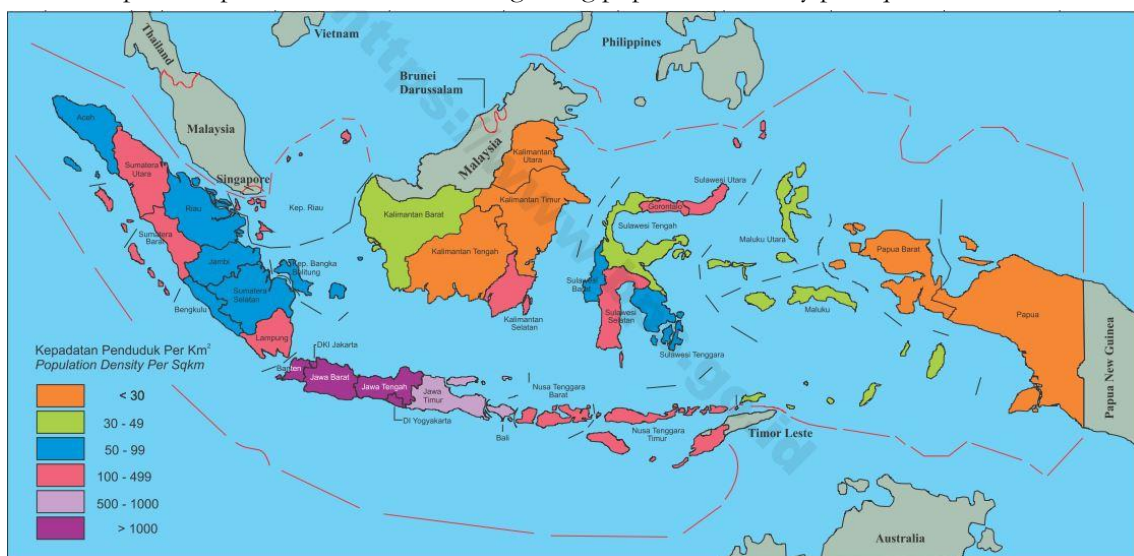 Vietnam
Philippines
Thailand
Brunei
Darussalam
Malaysia
Malaysia
Singapore
Aceh
Sumatera
Utara
Riau
Kep. Riau
Sumatera
Barat
Jambi
Kep. Bangka
Belitung
Sumatera
Selatan
Bengkulu
Lampung
Kalimantan
Utara
Kalimantan Timur
Kalimantan Barat
Kalimantan Tengah
Kalimantan
Selatan
Sulawesi Utara
Gorontalo
Sulawesi
Tengah
Sulawesi
Barat
Sulawesi
Selatan
Sulawesi Tenggara
Maluku Utara
Maluku
Papua Barat
Papua
Papua New Guinea
DKI Jakarta
Banten
Jawa Barat
Jawa Tengah
Jawa
Timur
DI Yogyakarta
Bali
Nusa Tenggara
Barat
Nusa Tenggara
Timur
Timor Leste
Australia
Kepadatan Penduduk Per Km²
Population Density Per Sqkm
< 30
30 - 49
50 - 99
100 - 499
500 - 1000
> 1000